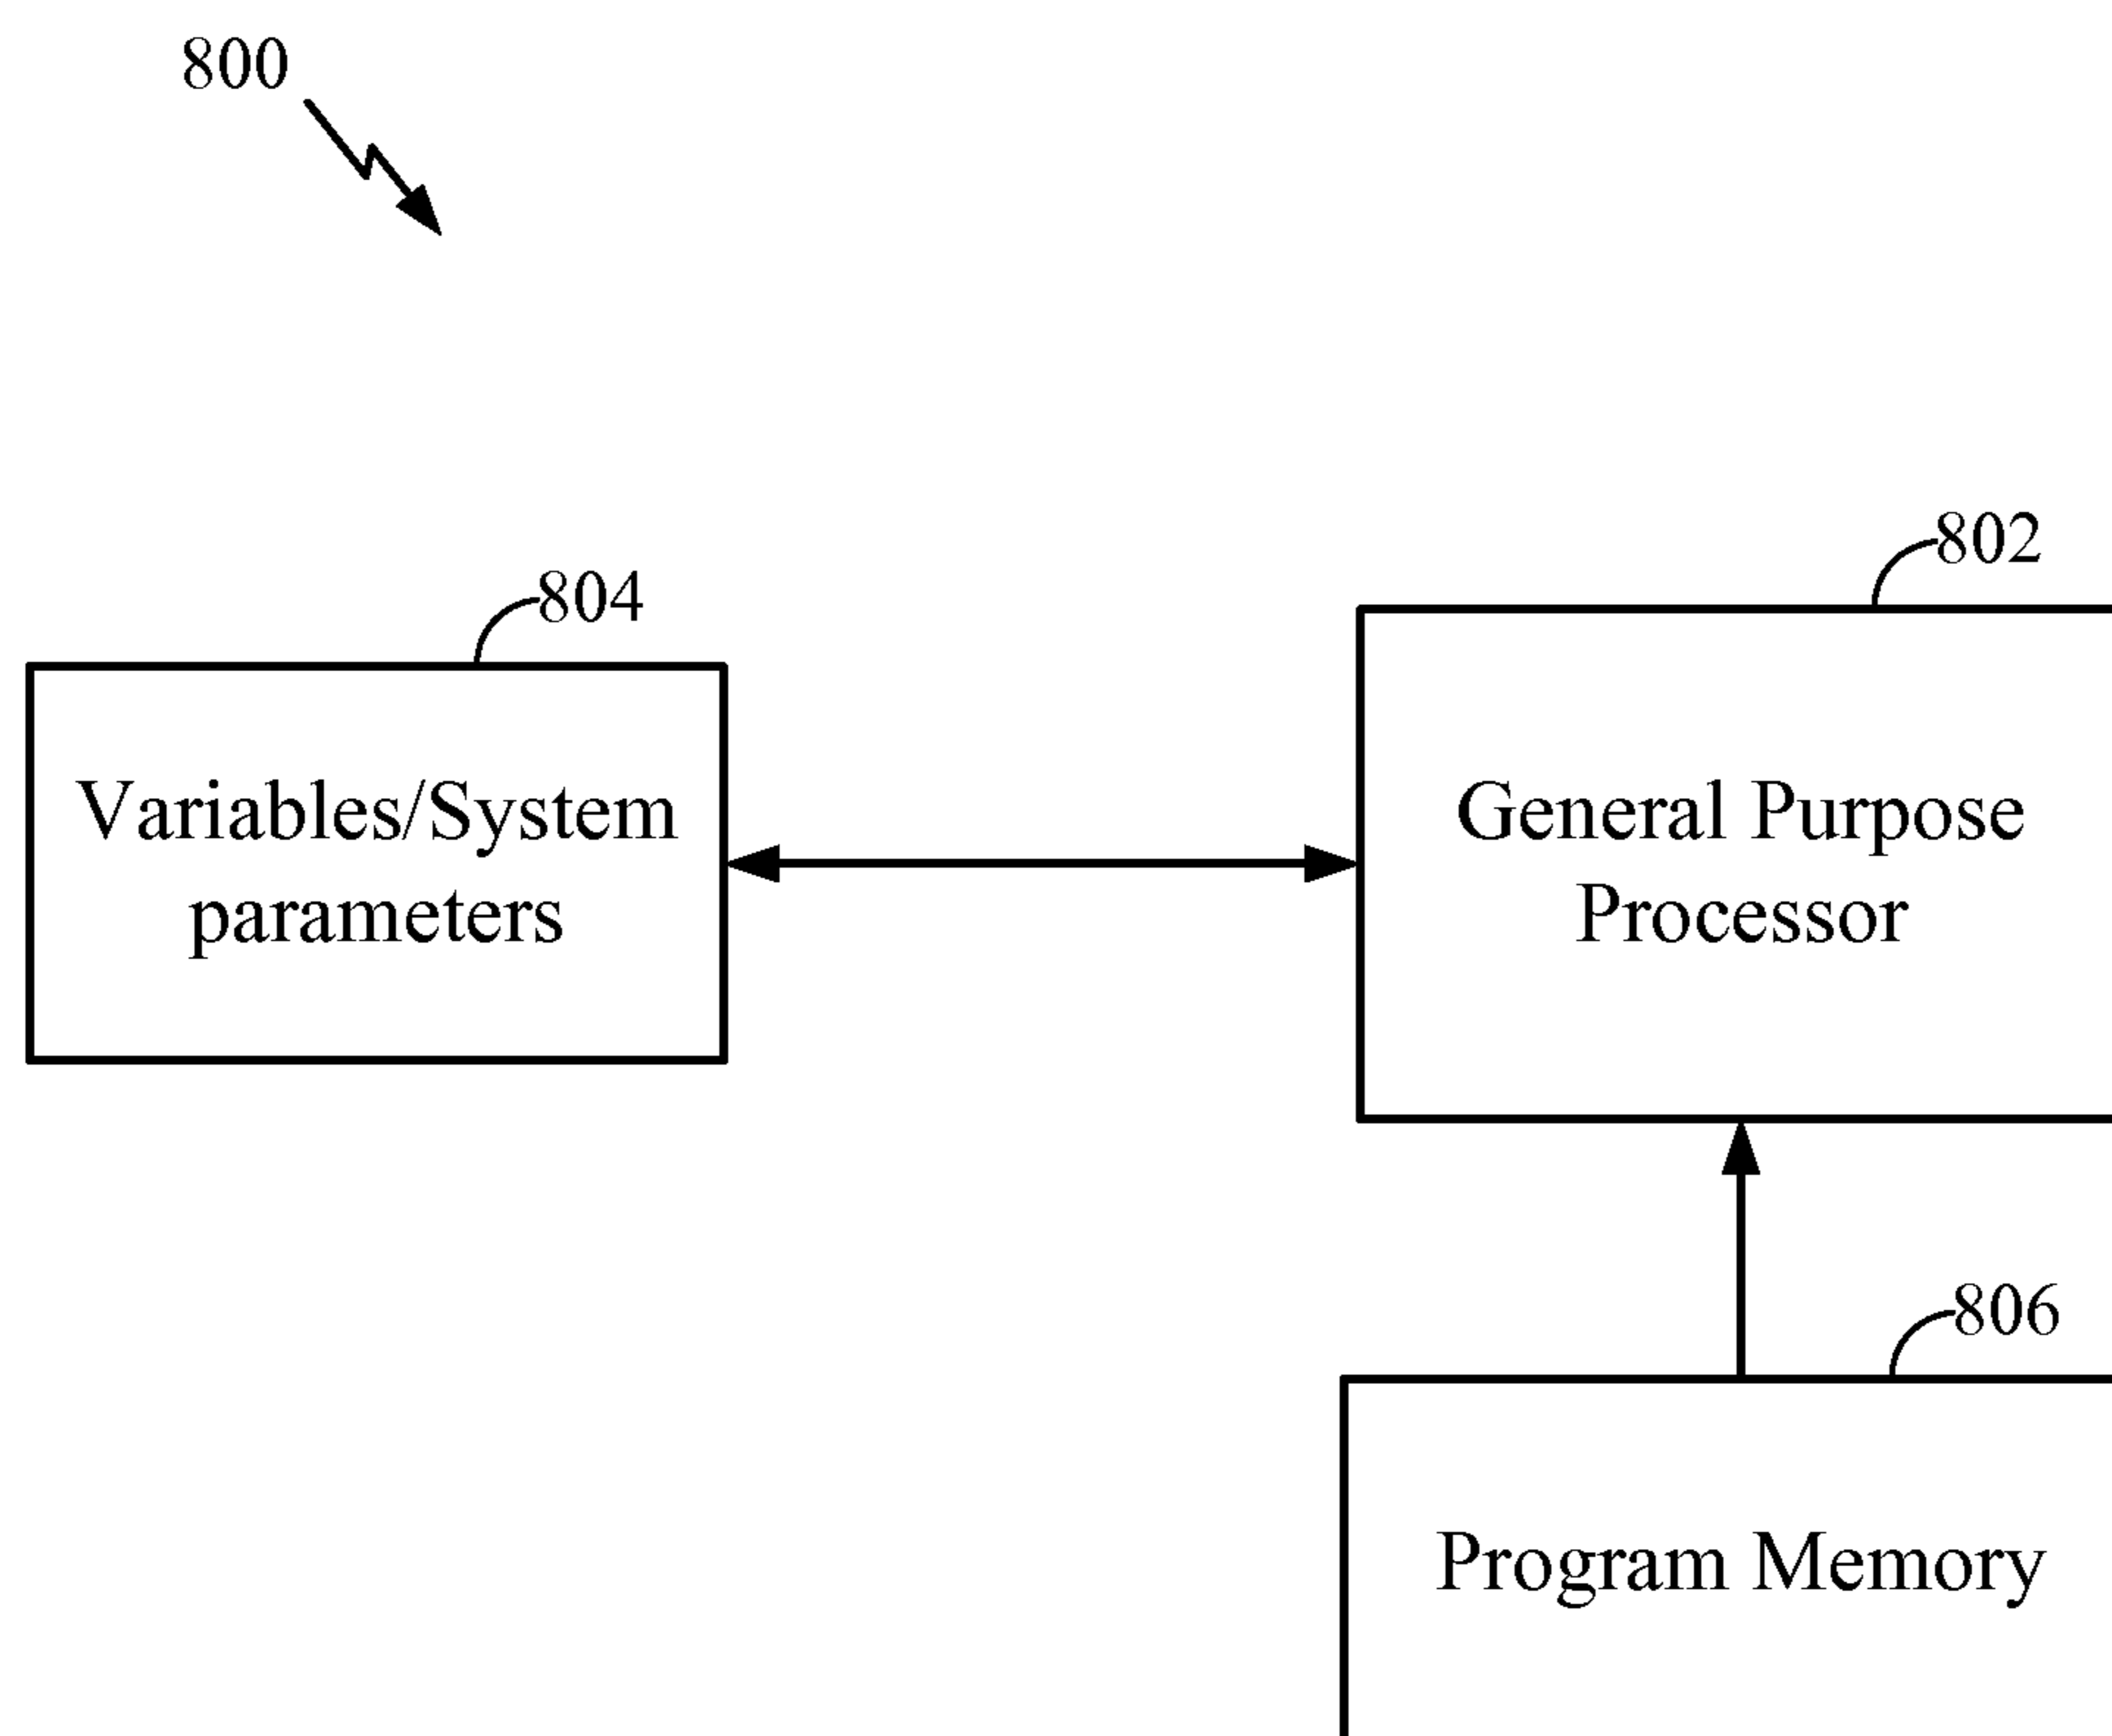 800
802
804
Variables/System
parameters
General Purpose
Processor
806
Program Memory